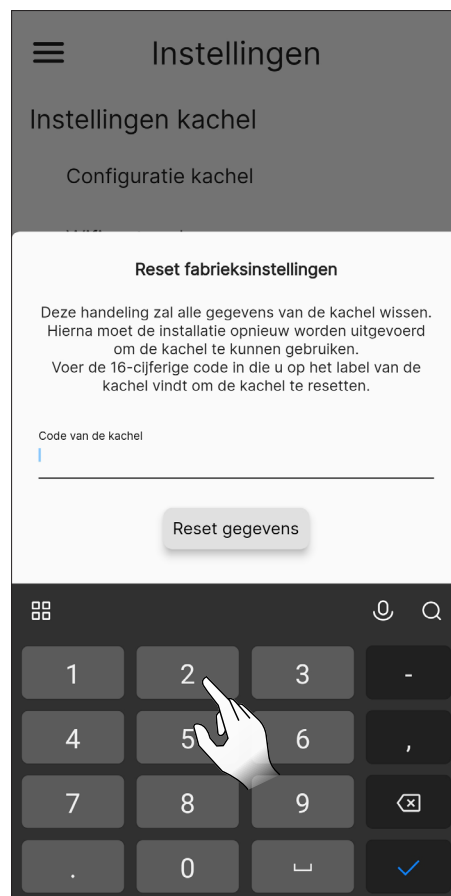 Instellingen
Instellingen kachel
Configuratie kachel
Reset fabrieksinstellingen
Deze handeling zal alle gegevens van de kachel wissen.
Hierna moet de installatie opnieuw worden uitgevoerd
om de kachel te kunnen gebruiken.
Voer de 16-cijferige code in die u op het label van de
kachel vindt om de kachel te resetten.
Code van de kachel
Reset gegevens
1 2 3 -
4 5 6 ,
7 8 9
. 0